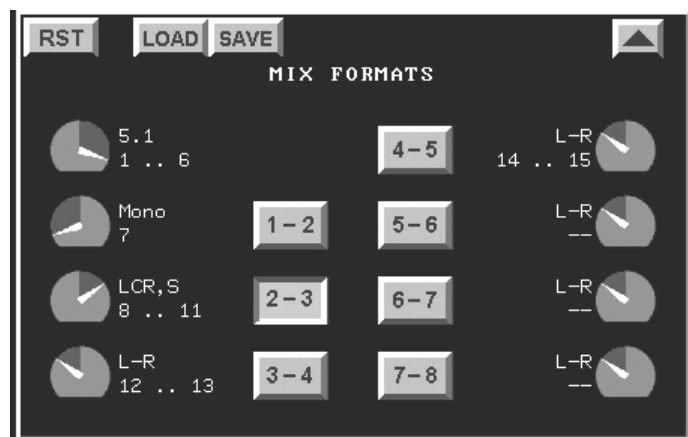 RST LOAD SAVE
MIX FORMATS
5.1
1 .. 6
4-5
L-R
14 .. 15
Mono
7
1-2
5-6
L-R
--
LCR,S
8 .. 11
2-3
6-7
L-R
--
L-R
12 .. 13
3-4
7-8
L-R
--